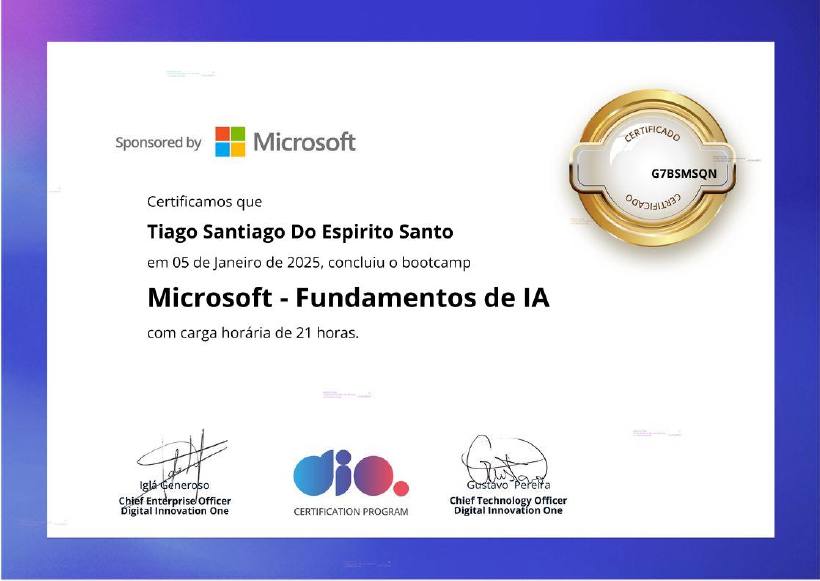 Sponsored by Microsoft
CERTIFICADO
G7BSMSQN
CERTIFICADO
Certificamos que
Tiago Santiago Do Espirito Santo
em 05 de Janeiro de 2025, concluiu o bootcamp
Microsoft - Fundamentos de IA
com carga horária de 21 horas.
Iglá Generoso
Chief Enterprise Officer
Digital Innovation One
dio.
CERTIFICATION PROGRAM
Gustavo Pereira
Chief Technology Officer
Digital Innovation One